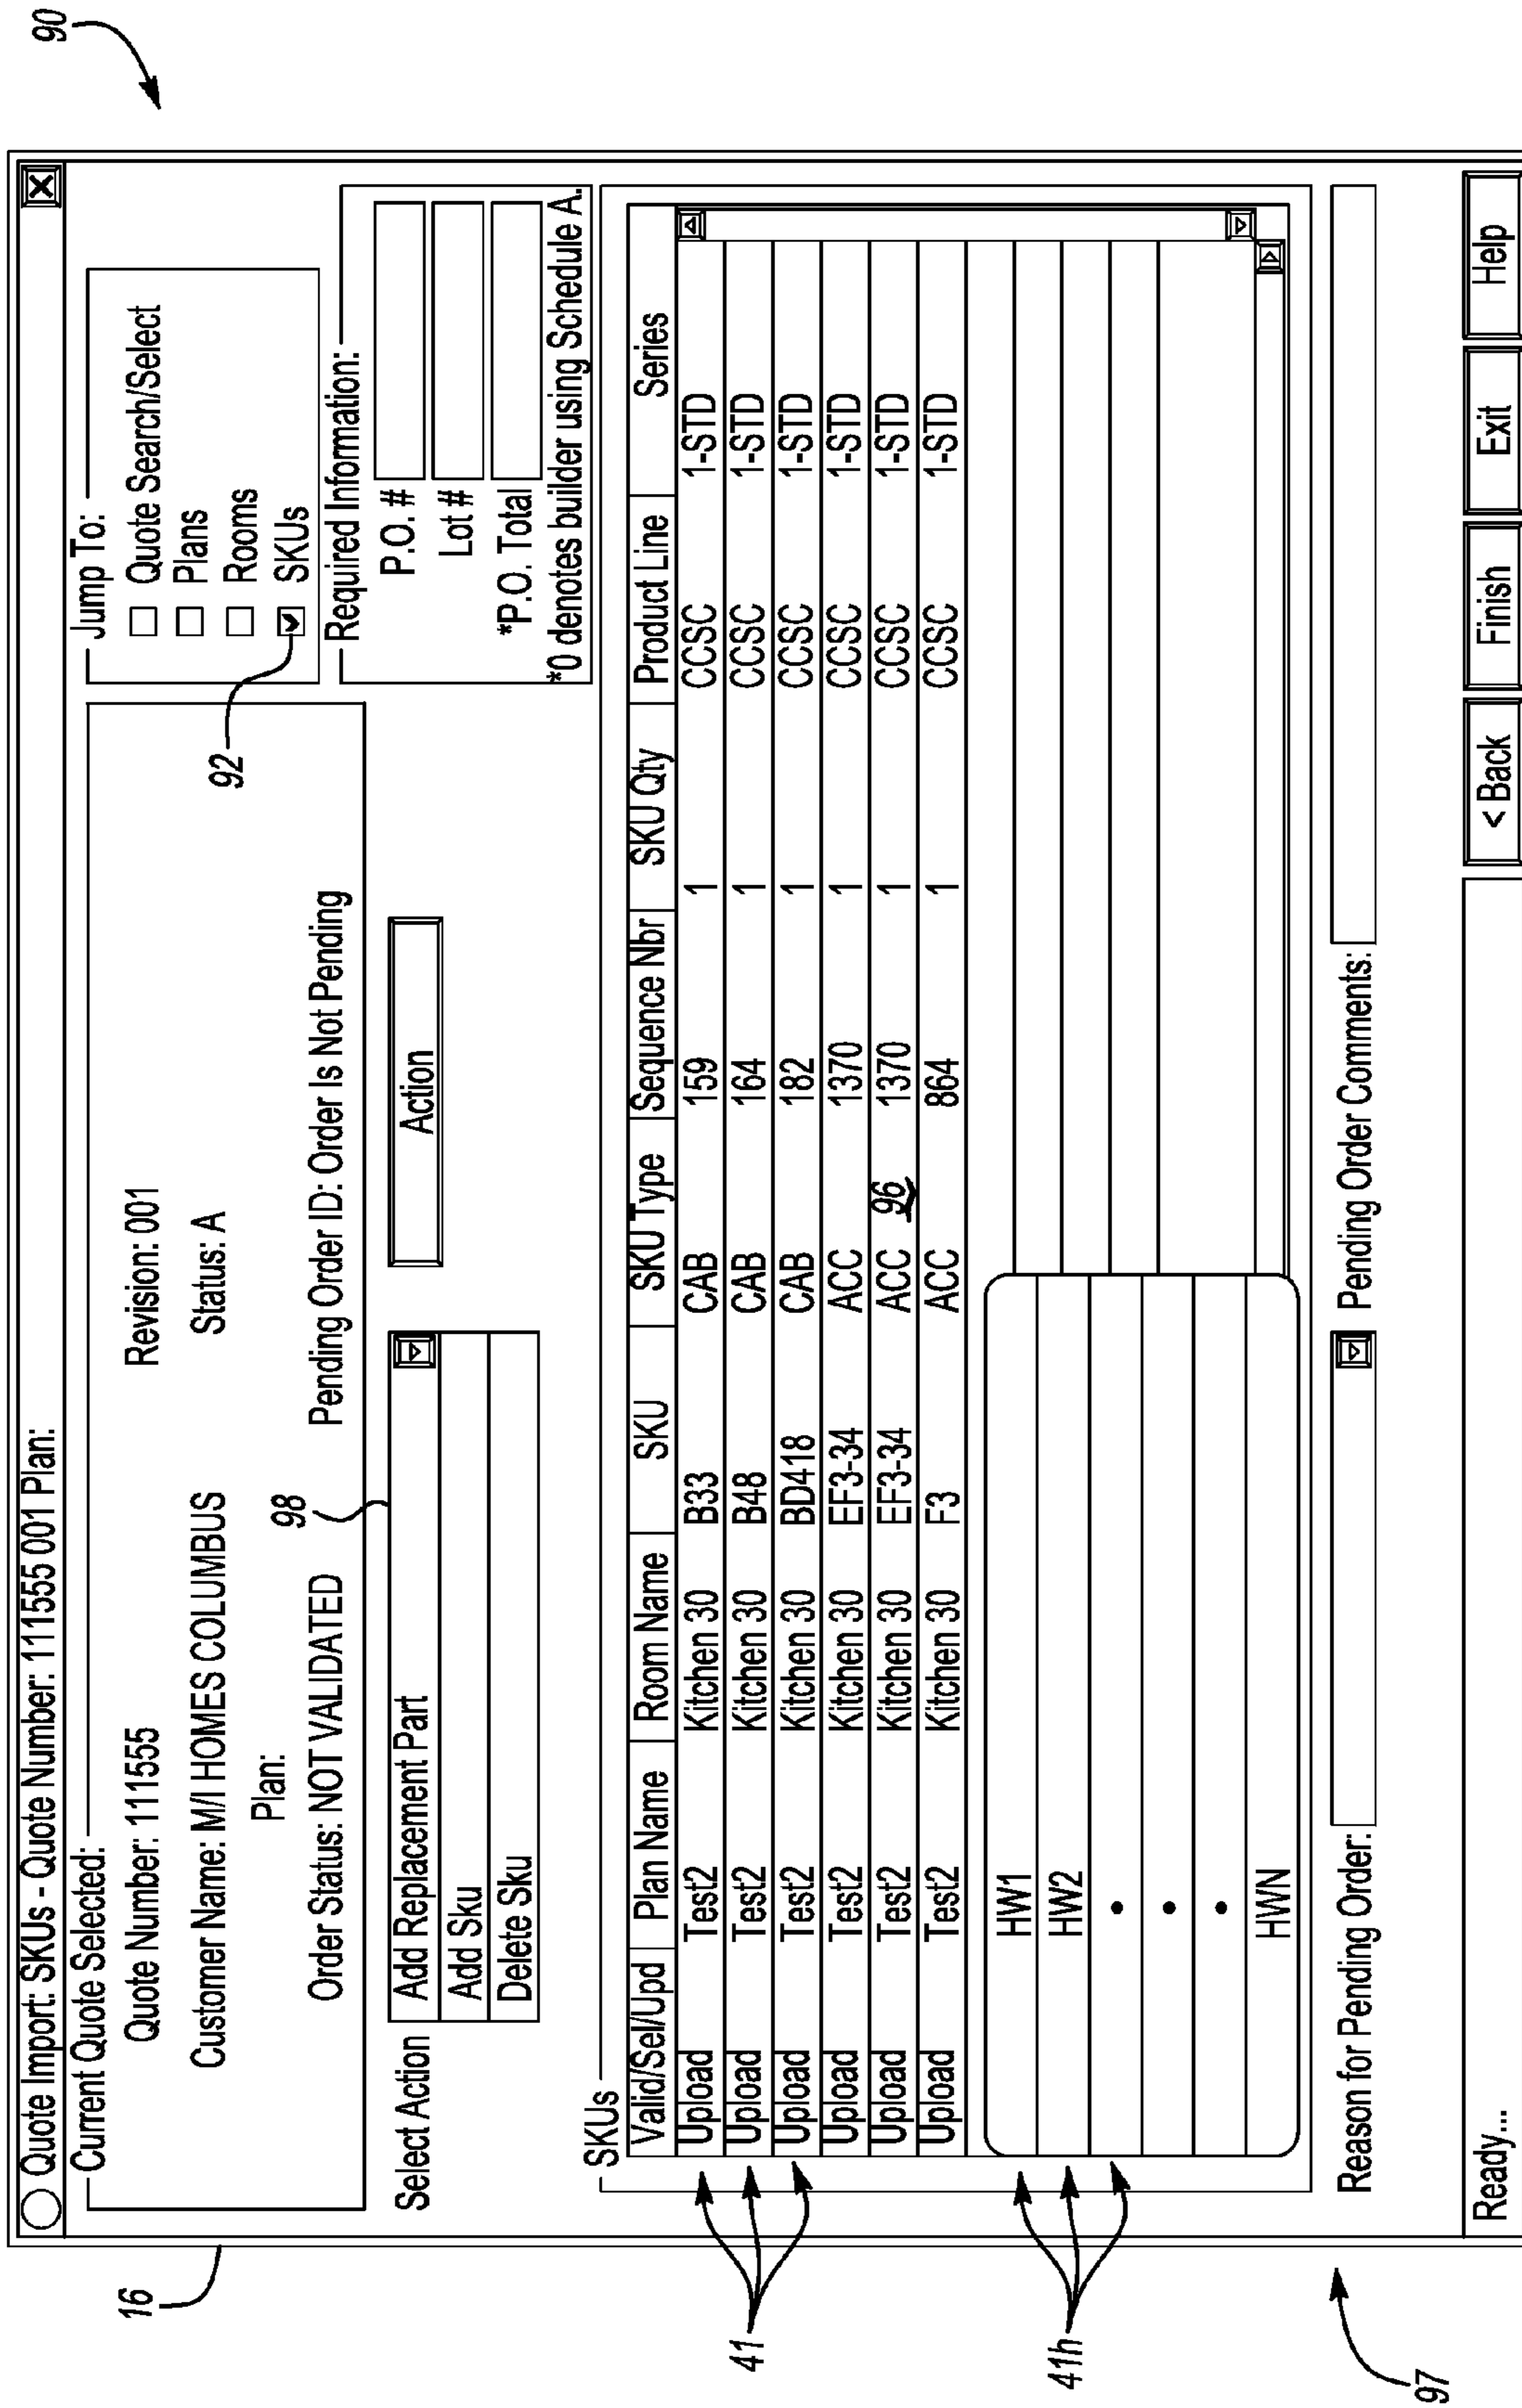 90
16
Quote Import: SKUs - Quote Number: 111555 001 Plan:
Current Quote Selected:
Quote Number: 111555 Revision: 001
Customer Name: M/I HOMES COLUMBUS Status: A
Plan:
Order Status: NOT VALIDATED Pending Order ID: Order Is Not Pending
Jump To:
Quote Search/Select
Plans
Rooms
SKUs
92
Required Information:
P.O. #
Lot #
*P.O. Total
*0 denotes builder using Schedule A.
98
Select Action Add Replacement Part Action
Add Sku
Delete Sku
SKUs
Valid/Sel/Upd Plan Name Room Name SKU SKU Type Sequence Nbr SKU Qty Product Line Series
Upload Test2 Kitchen 30 B33 CAB 159 1 CCSC 1-STD
Upload Test2 Kitchen 30 B48 CAB 164 1 CCSC 1-STD
Upload Test2 Kitchen 30 BD418 CAB 182 1 CCSC 1-STD
Upload Test2 Kitchen 30 EF3-34 ACC 1370 1 CCSC 1-STD
Upload Test2 Kitchen 30 EF3-34 ACC 1370 1 CCSC 1-STD
Upload Test2 Kitchen 30 F3 ACC 864 1 CCSC 1-STD
96
41
HW1
HW2
HWN
41h
Reason for Pending Order: Pending Order Comments:
97
Ready... < Back Finish Exit Help